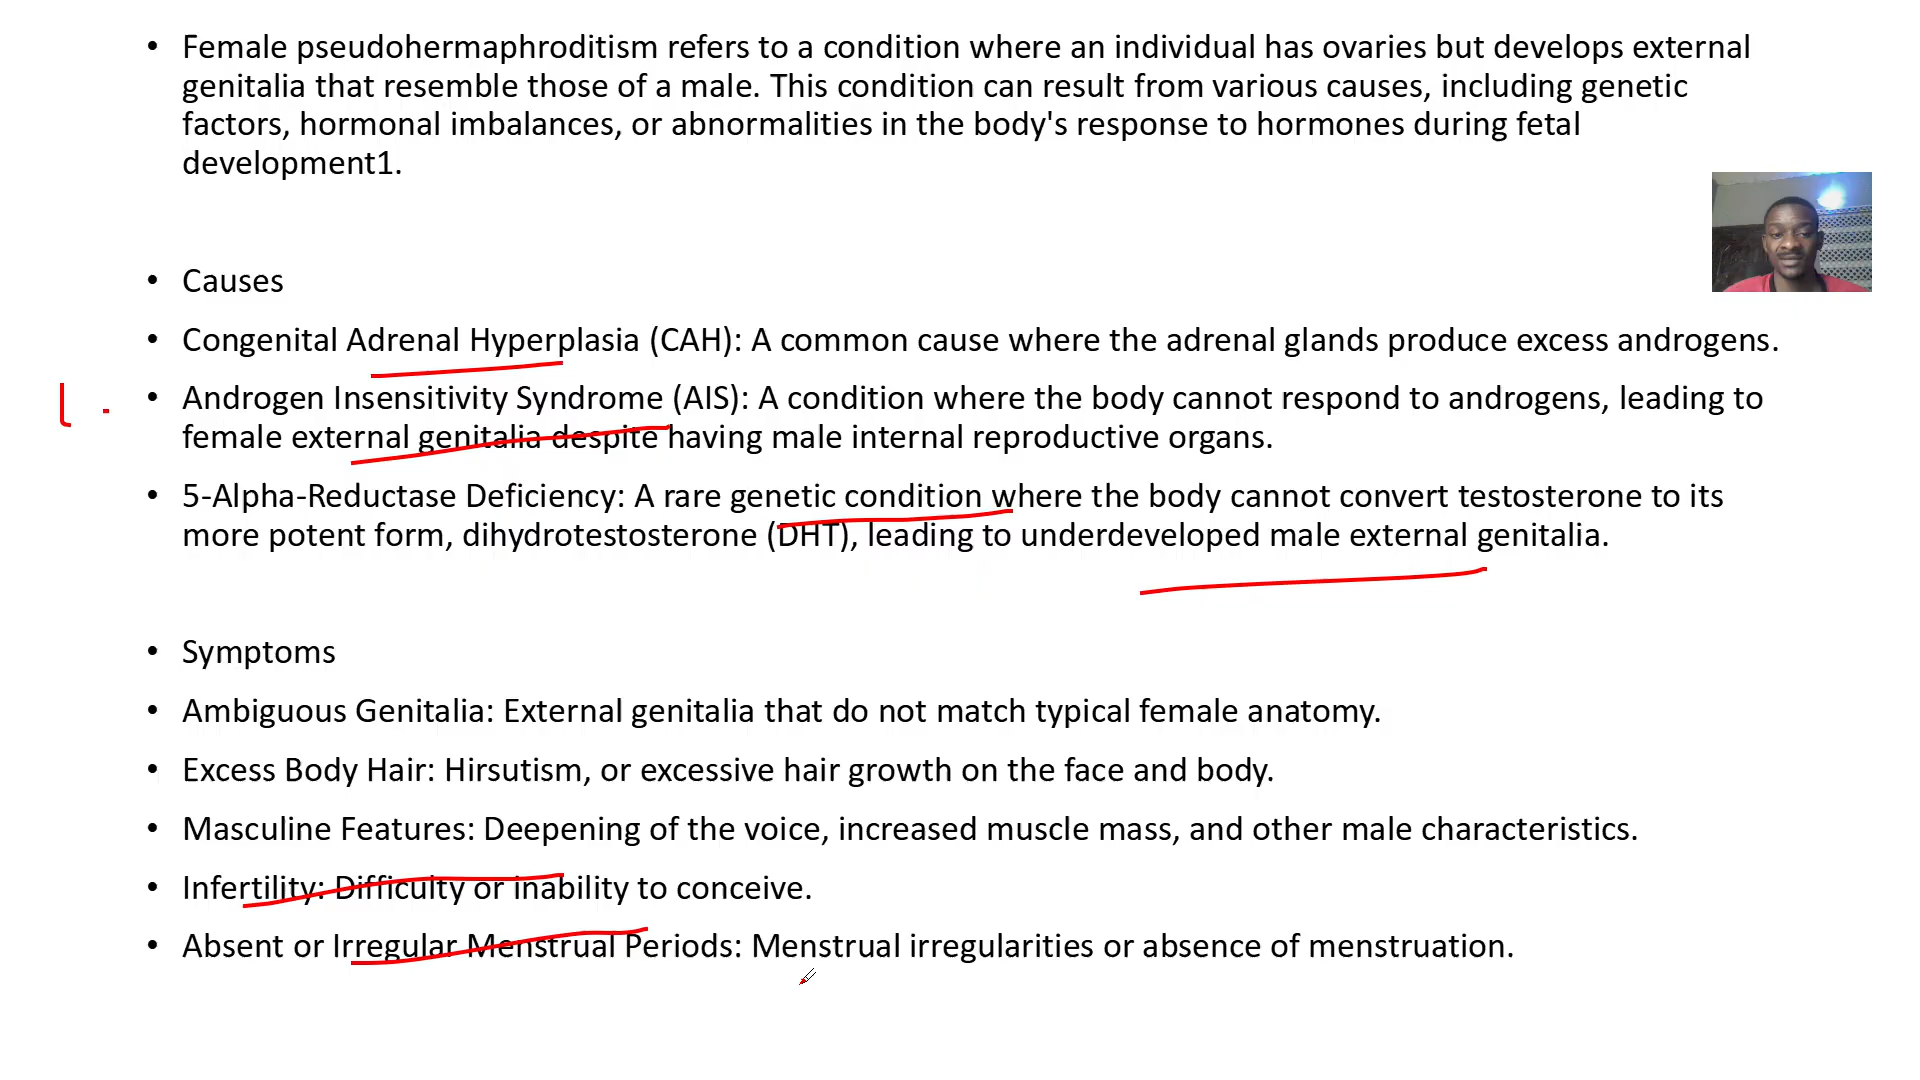 • Female pseudohermaphroditism refers to a condition where an individual has ovaries but develops external
genitalia that resemble those of a male. This condition can result from various causes, including genetic
factors, hormonal imbalances, or abnormalities in the body's response to hormones during fetal
development1.
• Causes
• Congenital Adrenal Hyperplasia (CAH): A common cause where the adrenal glands produce excess androgens.
• Androgen Insensitivity Syndrome (AIS): A condition where the body cannot respond to androgens, leading to
female external genitalia despite having male internal reproductive organs.
• 5-Alpha-Reductase Deficiency: A rare genetic condition where the body cannot convert testosterone to its
more potent form, dihydrotestosterone (DHT), leading to underdeveloped male external genitalia.
• Symptoms
• Ambiguous Genitalia: External genitalia that do not match typical female anatomy.
• Excess Body Hair: Hirsutism, or excessive hair growth on the face and body.
• Masculine Features: Deepening of the voice, increased muscle mass, and other male characteristics.
• Infertility: Difficulty or inability to conceive.
• Absent or Irregular Menstrual Periods: Menstrual irregularities or absence of menstruation.